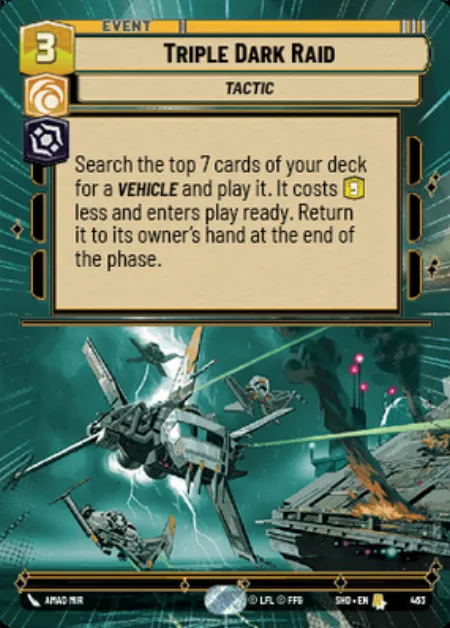 EVENT
3
TRIPLE DARK RAID
TACTIC
Search the top 7 cards of your deck
for a VEHICLE and play it. It costs 3
less and enters play ready. Return
it to its owner's hand at the end of
the phase.
AMAD MIR
© LFL © FFG
SHD • EN
463